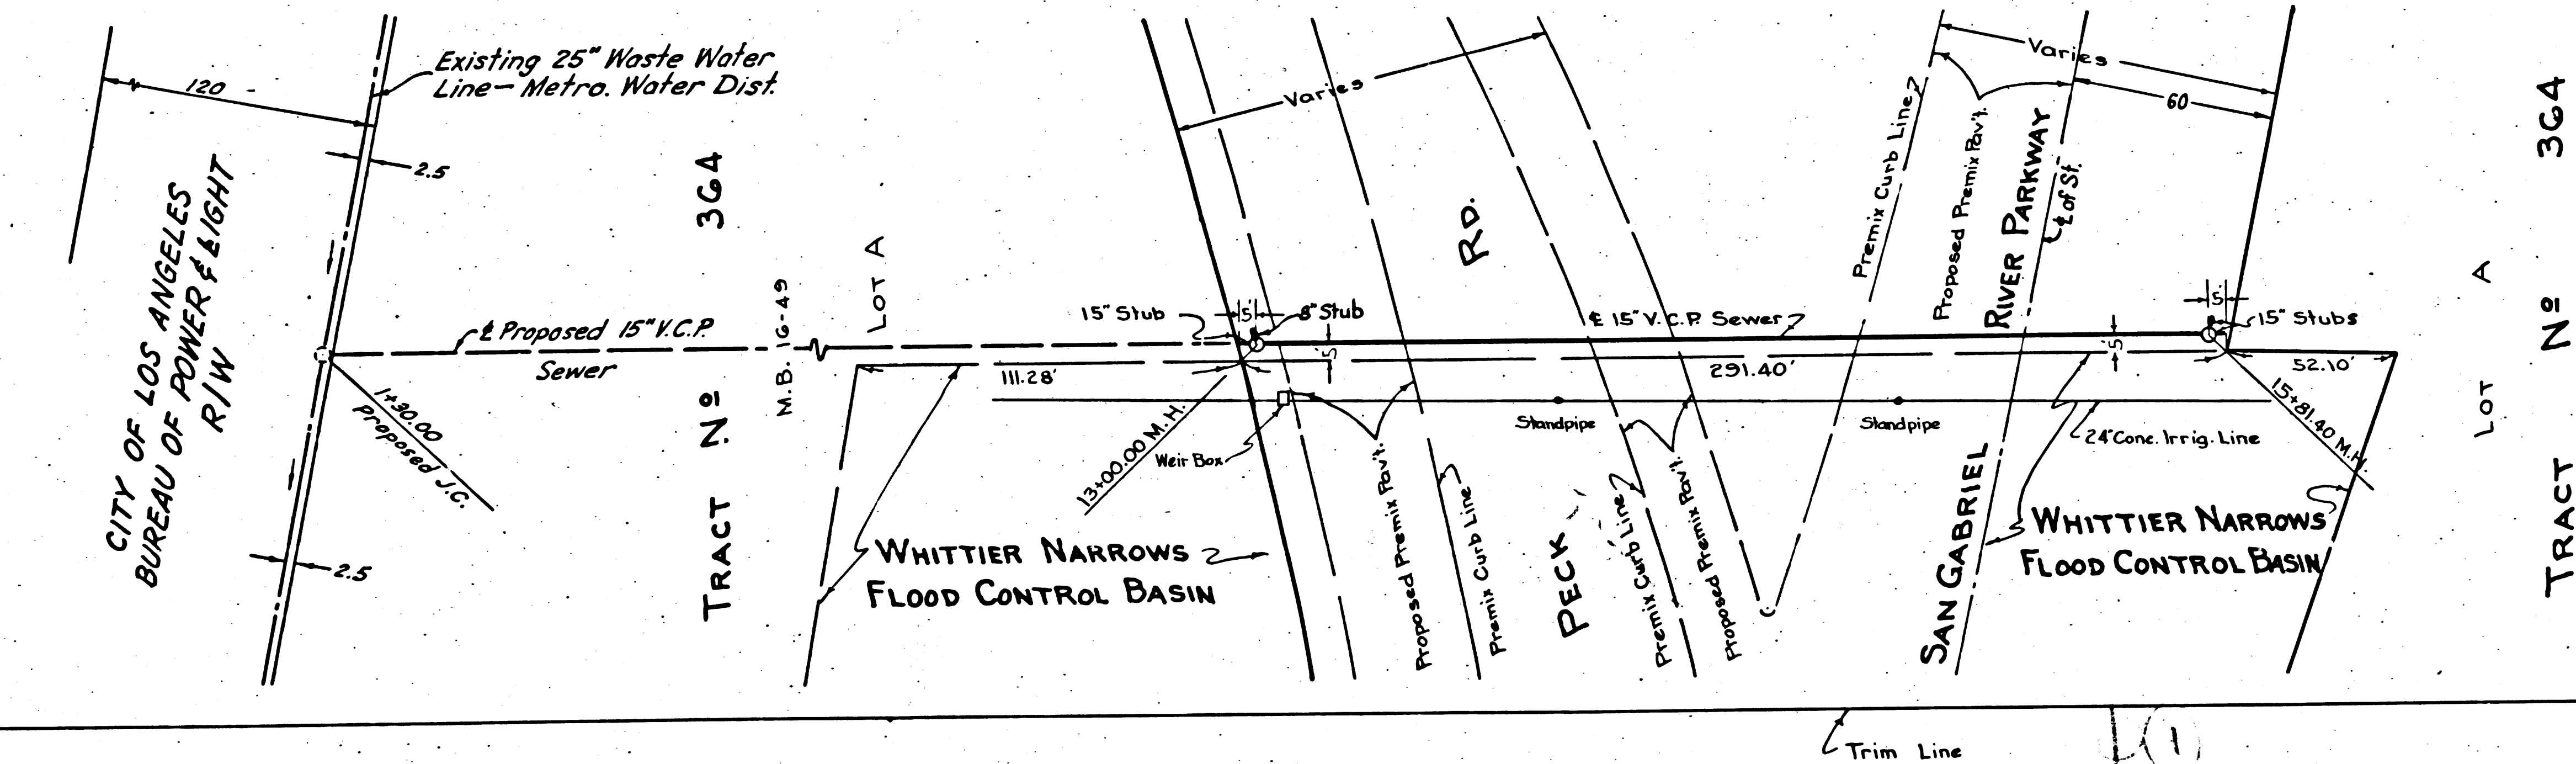 120
Existing 25" Waste Water
Line - Metro. Water Dist.
2.5
CITY OF LOS ANGELES
BUREAU OF POWER & LIGHT
R/W
℄ Proposed 15" V.C.P.
Sewer
1+30.00
Proposed J.C.
2.5
TRACT No 364
M.B. 16-49
LOT A
111.28'
15" Stub
5'
8" Stub
5'
13+00.00 M.H.
Weir Box
WHITTIER NARROWS
FLOOD CONTROL BASIN
Varies
Proposed Premix Pav't.
Premix Curb Line
PECK RD.
Premix Curb Line
Proposed Premix Pav't.
℄ 15" V.C.P. Sewer
291.40'
Standpipe
Standpipe
Premix Curb Line
Proposed Premix Pav't.
SAN GABRIEL RIVER PARKWAY
℄ of St.
Varies
60
5'
15" Stubs
5'
52.10'
15+81.40 M.H.
24" Conc. Irrig. Line
WHITTIER NARROWS
FLOOD CONTROL BASIN
LOT A
TRACT No 364
Trim Line